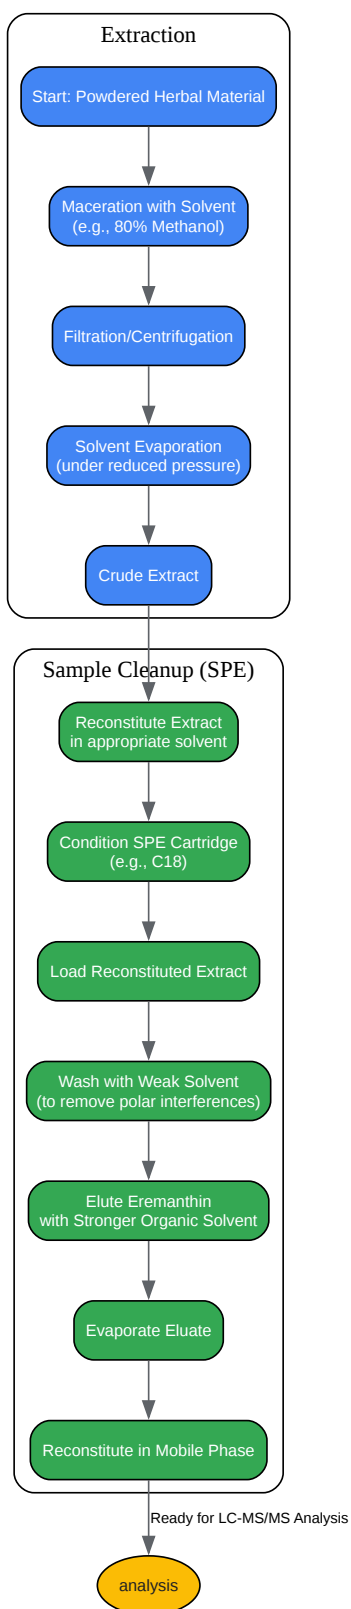 Extraction
Start: Powdered Herbal Material
Maceration with Solvent
(e.g., 80% Methanol)
Filtration/Centrifugation
Solvent Evaporation
(under reduced pressure)
Crude Extract
Sample Cleanup (SPE)
Reconstitute Extract
in appropriate solvent
Condition SPE Cartridge
(e.g., C18)
Load Reconstituted Extract
Wash with Weak Solvent
(to remove polar interferences)
Elute Eremanthin
with Stronger Organic Solvent
Evaporate Eluate
Reconstitute in Mobile Phase
Ready for LC-MS/MS Analysis
analysis